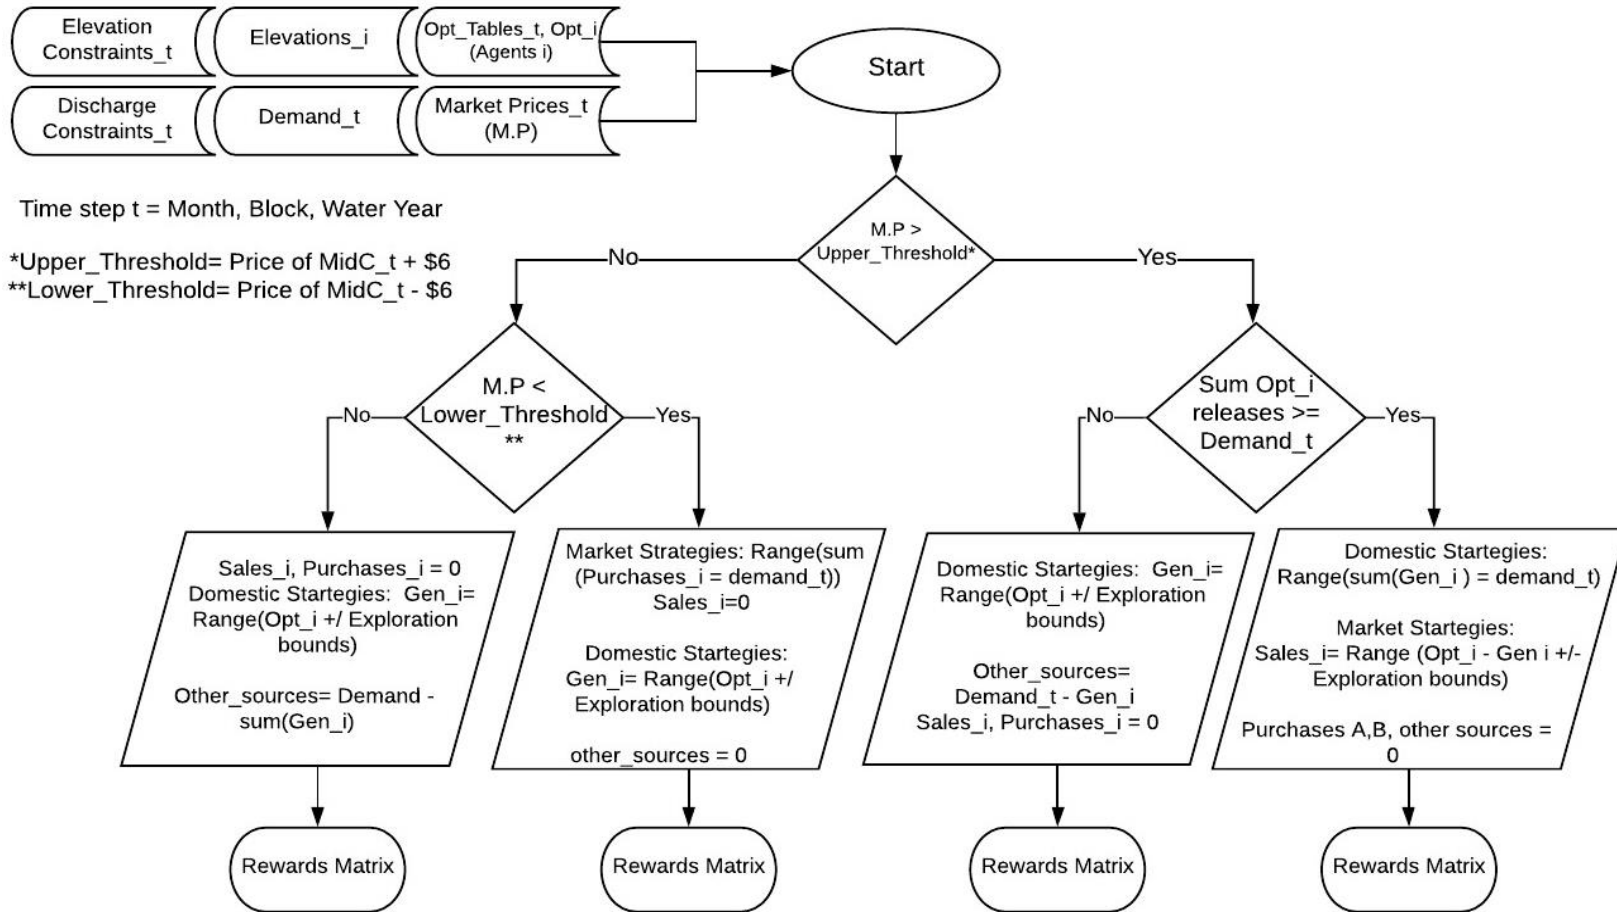 Elevation
Constraints_t
Elevations_i
Opt_Tables_t, Opt_i
(Agents i)
Start
Discharge
Constraints_t
Demand_t
Market Prices_t
(M.P)
Time step t = Month, Block, Water Year
*Upper_Threshold= Price of MidC_t + $6
**Lower_Threshold= Price of MidC_t - $6
M.P >
Upper_Threshold*
No
Yes
M.P <
Lower_Threshold
**
No
Yes
Sum Opt_i
releases >=
Demand_t
No
Yes
Sales_i, Purchases_i = 0
Domestic Startegies: Gen_i=
Range(Opt_i +/ Exploration
bounds)
Other_sources= Demand -
sum(Gen_i)
Market Strategies: Range(sum
(Purchases_i = demand_t))
Sales_i=0
Domestic Startegies:
Gen_i= Range(Opt_i +/
Exploration bounds)
other_sources = 0
Domestic Startegies: Gen_i=
Range(Opt_i +/ Exploration
bounds)
Other_sources=
Demand_t - Gen_i
Sales_i, Purchases_i = 0
Domestic Startegies:
Range(sum(Gen_i ) = demand_t)
Market Startegies:
Sales_i= Range (Opt_i - Gen i +/-
Exploration bounds)
Purchases A,B, other sources =
0
Rewards Matrix
Rewards Matrix
Rewards Matrix
Rewards Matrix